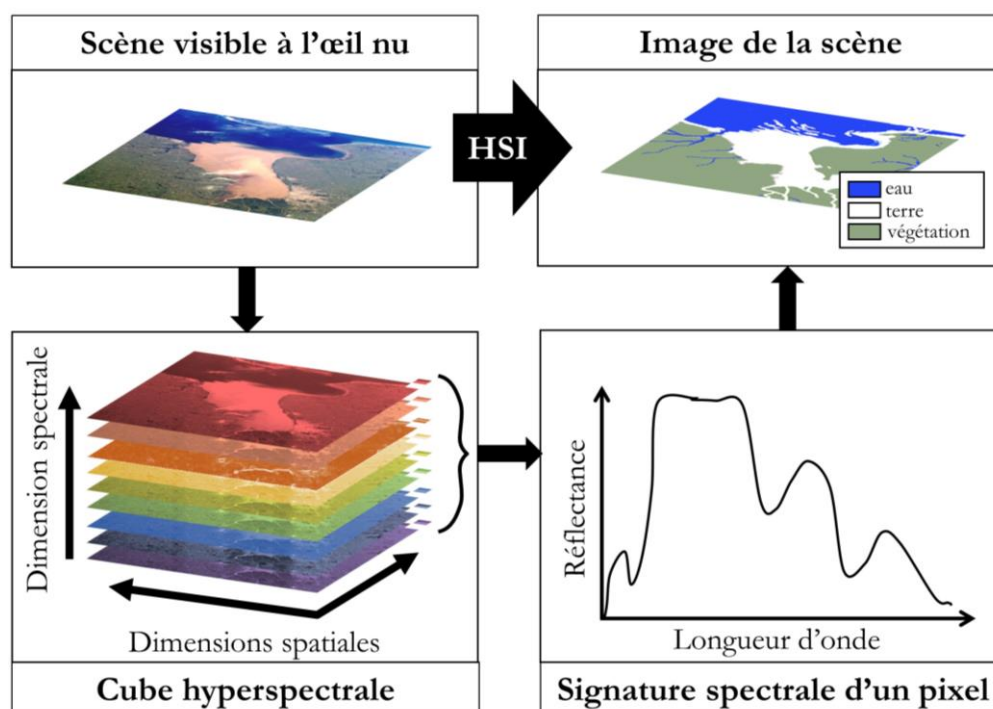 Scène visible à l'œil nu
Image de la scène
HSI
eau
terre
végétation
Dimension spectrale
Dimensions spatiales
Cube hyperspectrale
Réflectance
Longueur d'onde
Signature spectrale d'un pixel